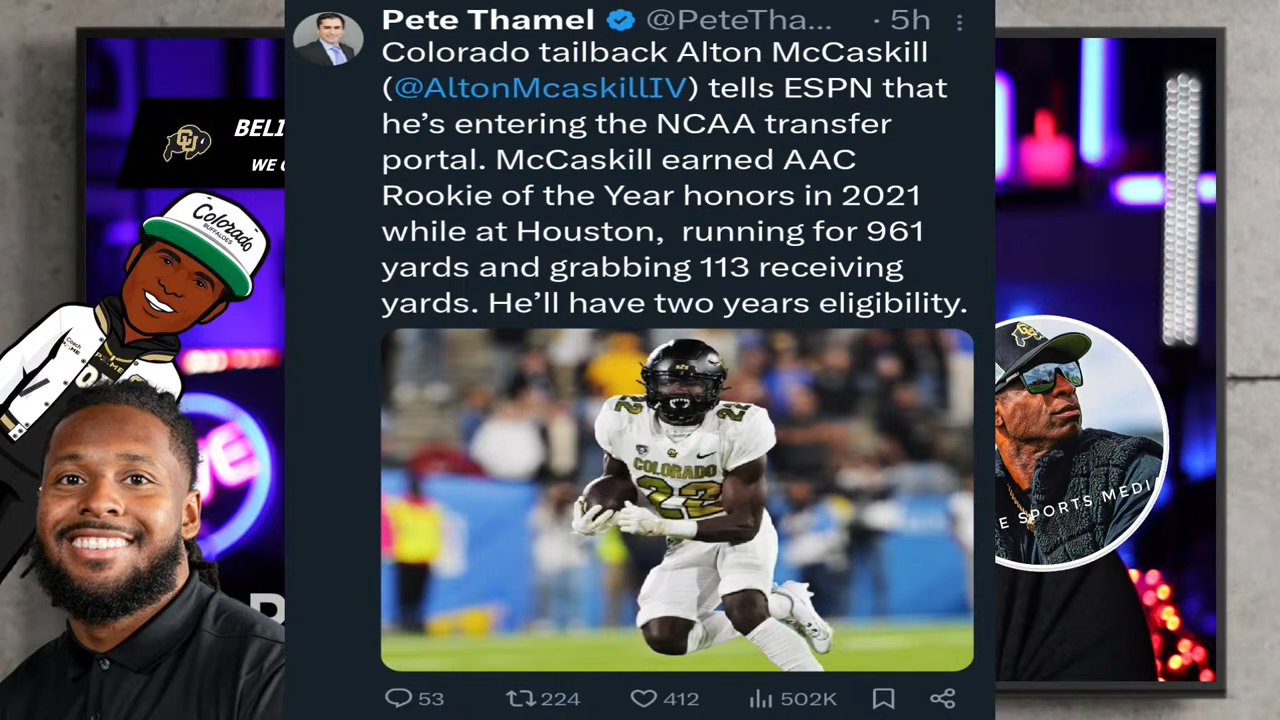 Pete Thamel @PeteTha... · 5h
Colorado tailback Alton McCaskill
(@AltonMcaskillIV) tells ESPN that
he’s entering the NCAA transfer
portal. McCaskill earned AAC
Rookie of the Year honors in 2021
while at Houston,  running for 961
yards and grabbing 113 receiving
yards. He’ll have two years eligibility.
BELI
WE
Colorado
BUFFALOES
Coach
COLORADO
22
E SPORTS MEDI
53 224 412 502K